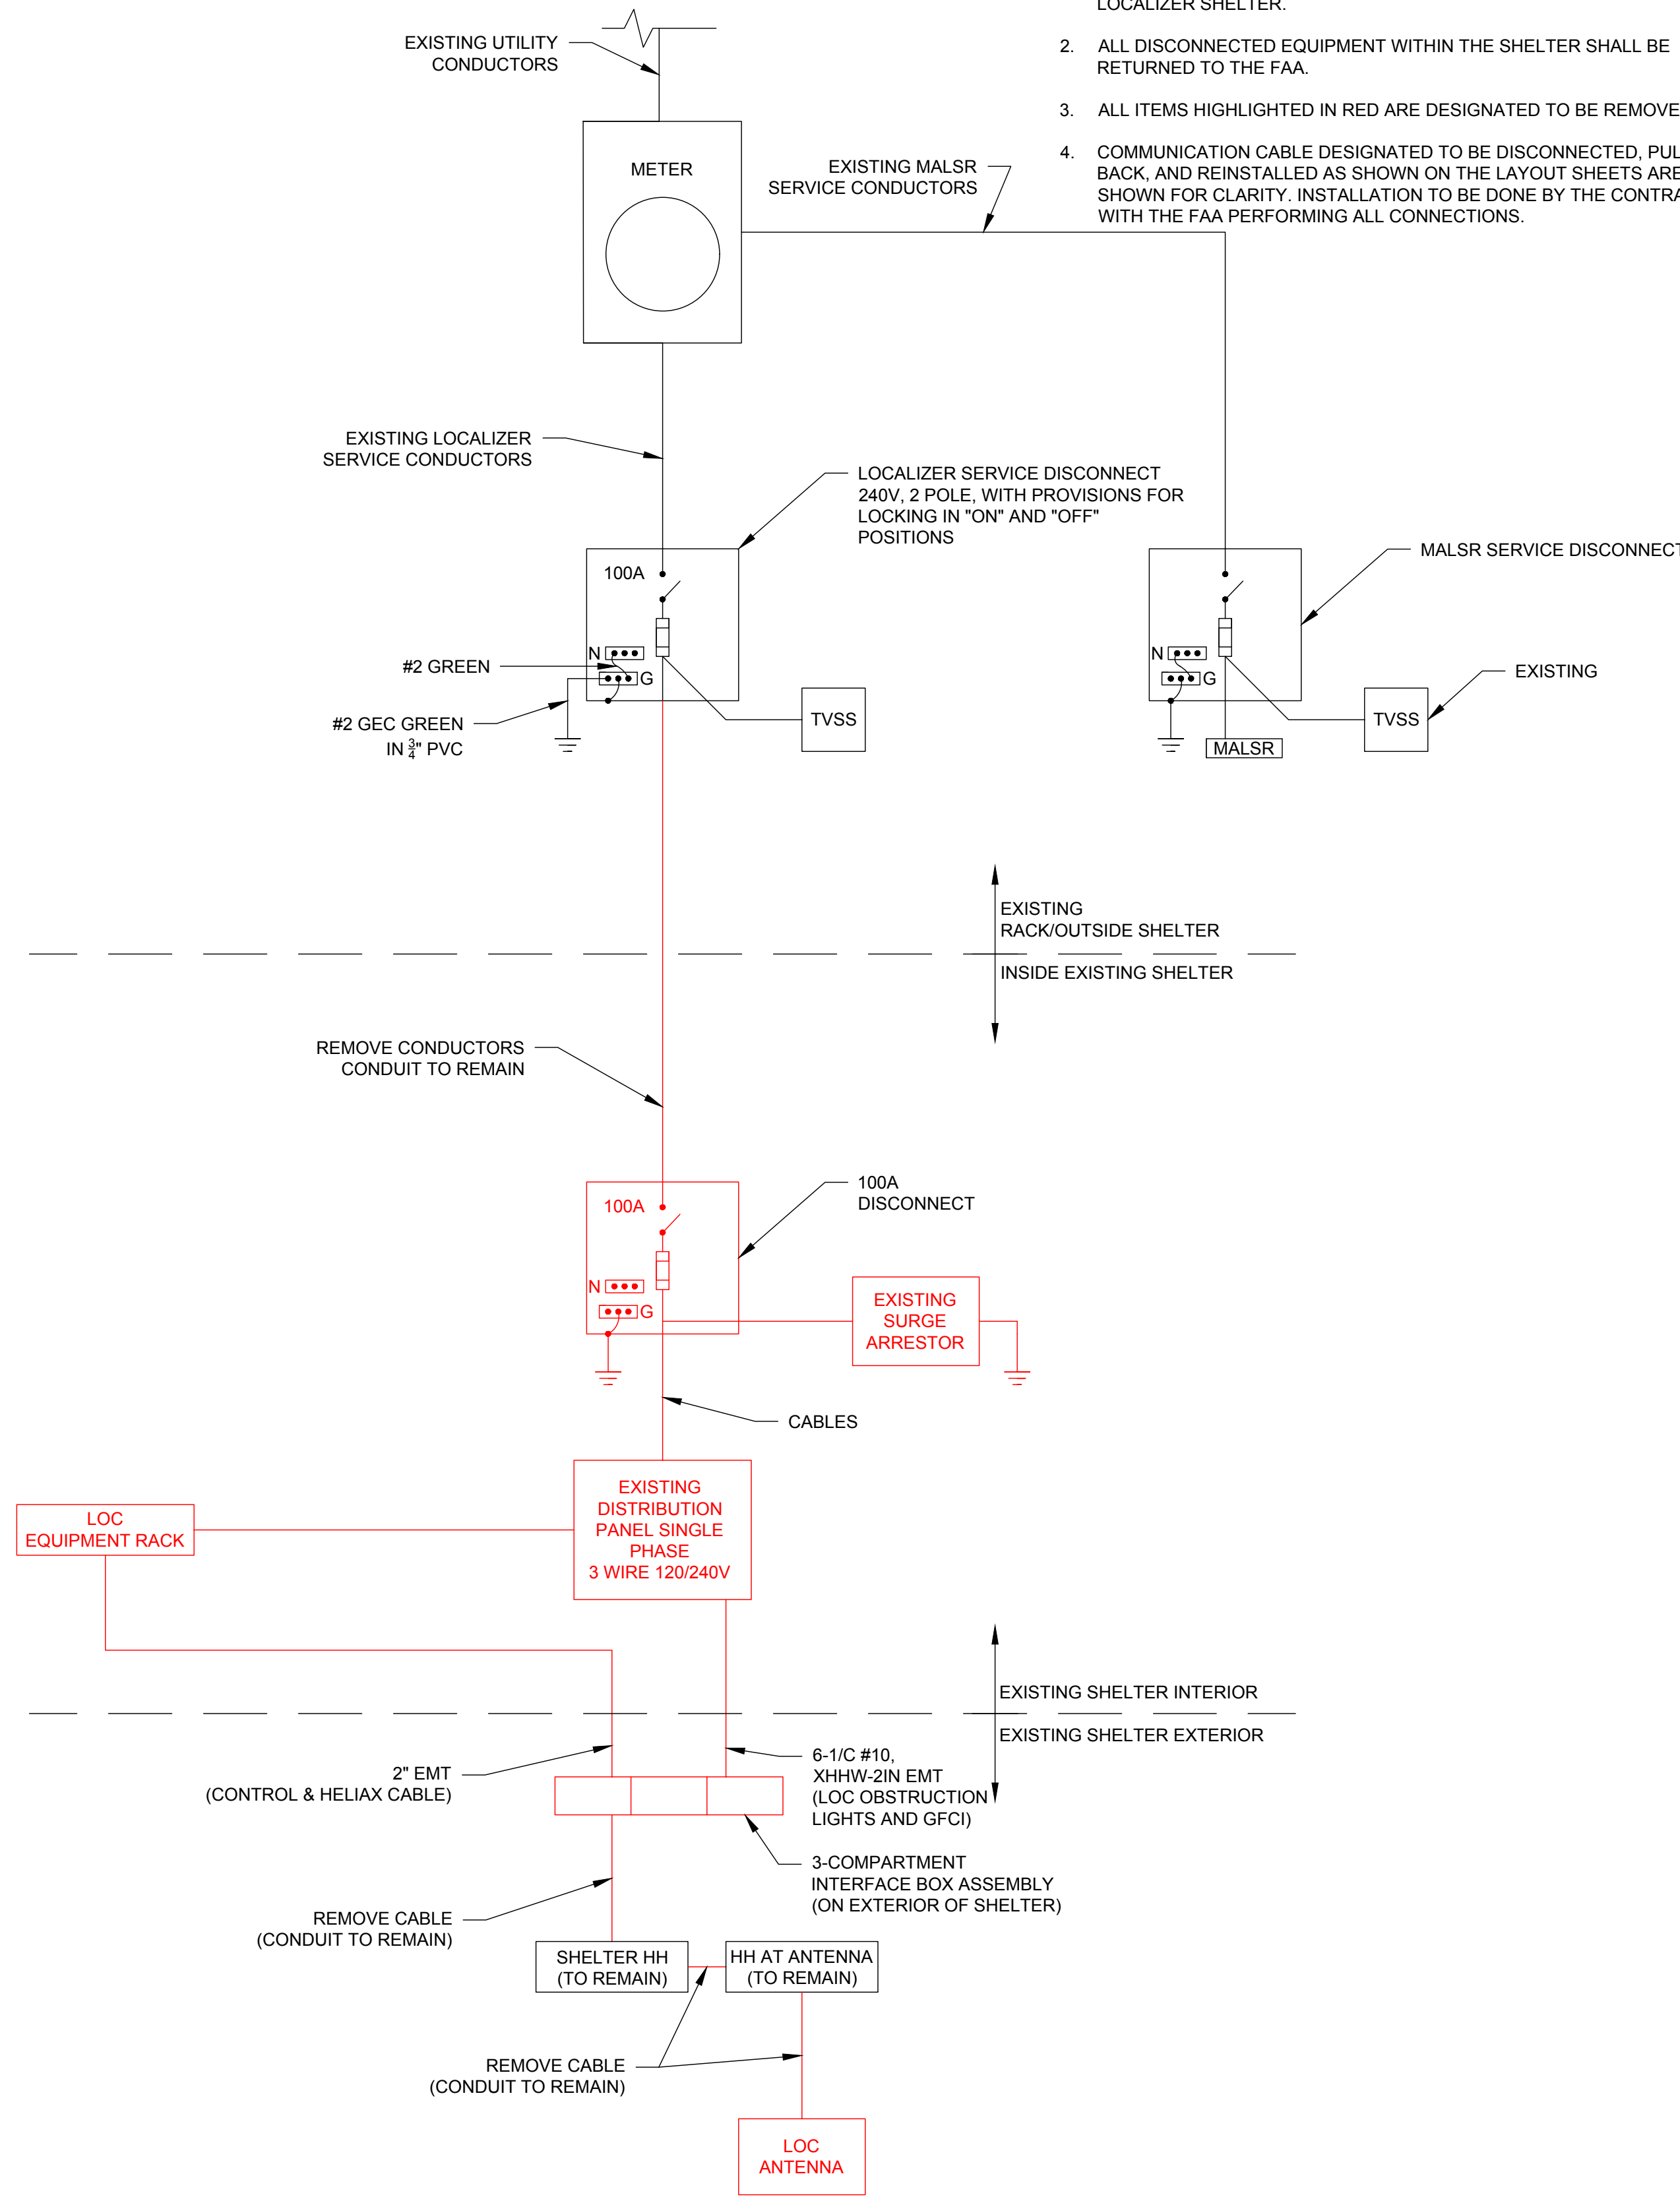 LOCALIZER SHELTER.
2. ALL DISCONNECTED EQUIPMENT WITHIN THE SHELTER SHALL BE
RETURNED TO THE FAA.
3. ALL ITEMS HIGHLIGHTED IN RED ARE DESIGNATED TO BE REMOVE
4. COMMUNICATION CABLE DESIGNATED TO BE DISCONNECTED, PUL
BACK, AND REINSTALLED AS SHOWN ON THE LAYOUT SHEETS ARE
SHOWN FOR CLARITY. INSTALLATION TO BE DONE BY THE CONTRA
WITH THE FAA PERFORMING ALL CONNECTIONS.
EXISTING UTILITY
CONDUCTORS
METER
EXISTING MALSR
SERVICE CONDUCTORS
EXISTING LOCALIZER
SERVICE CONDUCTORS
LOCALIZER SERVICE DISCONNECT
240V, 2 POLE, WITH PROVISIONS FOR
LOCKING IN "ON" AND "OFF"
POSITIONS
MALSR SERVICE DISCONNECT
100A
N
G
#2 GREEN
#2 GEC GREEN
IN 3/4" PVC
TVSS
N
G
MALSR
TVSS
EXISTING
EXISTING
RACK/OUTSIDE SHELTER
INSIDE EXISTING SHELTER
REMOVE CONDUCTORS
CONDUIT TO REMAIN
100A
N
G
100A
DISCONNECT
EXISTING
SURGE
ARRESTOR
CABLES
EXISTING
DISTRIBUTION
PANEL SINGLE
PHASE
3 WIRE 120/240V
LOC
EQUIPMENT RACK
EXISTING SHELTER INTERIOR
EXISTING SHELTER EXTERIOR
2" EMT
(CONTROL & HELIAX CABLE)
6-1/C #10,
XHHW-2IN EMT
(LOC OBSTRUCTION
LIGHTS AND GFCI)
3-COMPARTMENT
INTERFACE BOX ASSEMBLY
(ON EXTERIOR OF SHELTER)
REMOVE CABLE
(CONDUIT TO REMAIN)
SHELTER HH
(TO REMAIN)
HH AT ANTENNA
(TO REMAIN)
REMOVE CABLE
(CONDUIT TO REMAIN)
LOC
ANTENNA